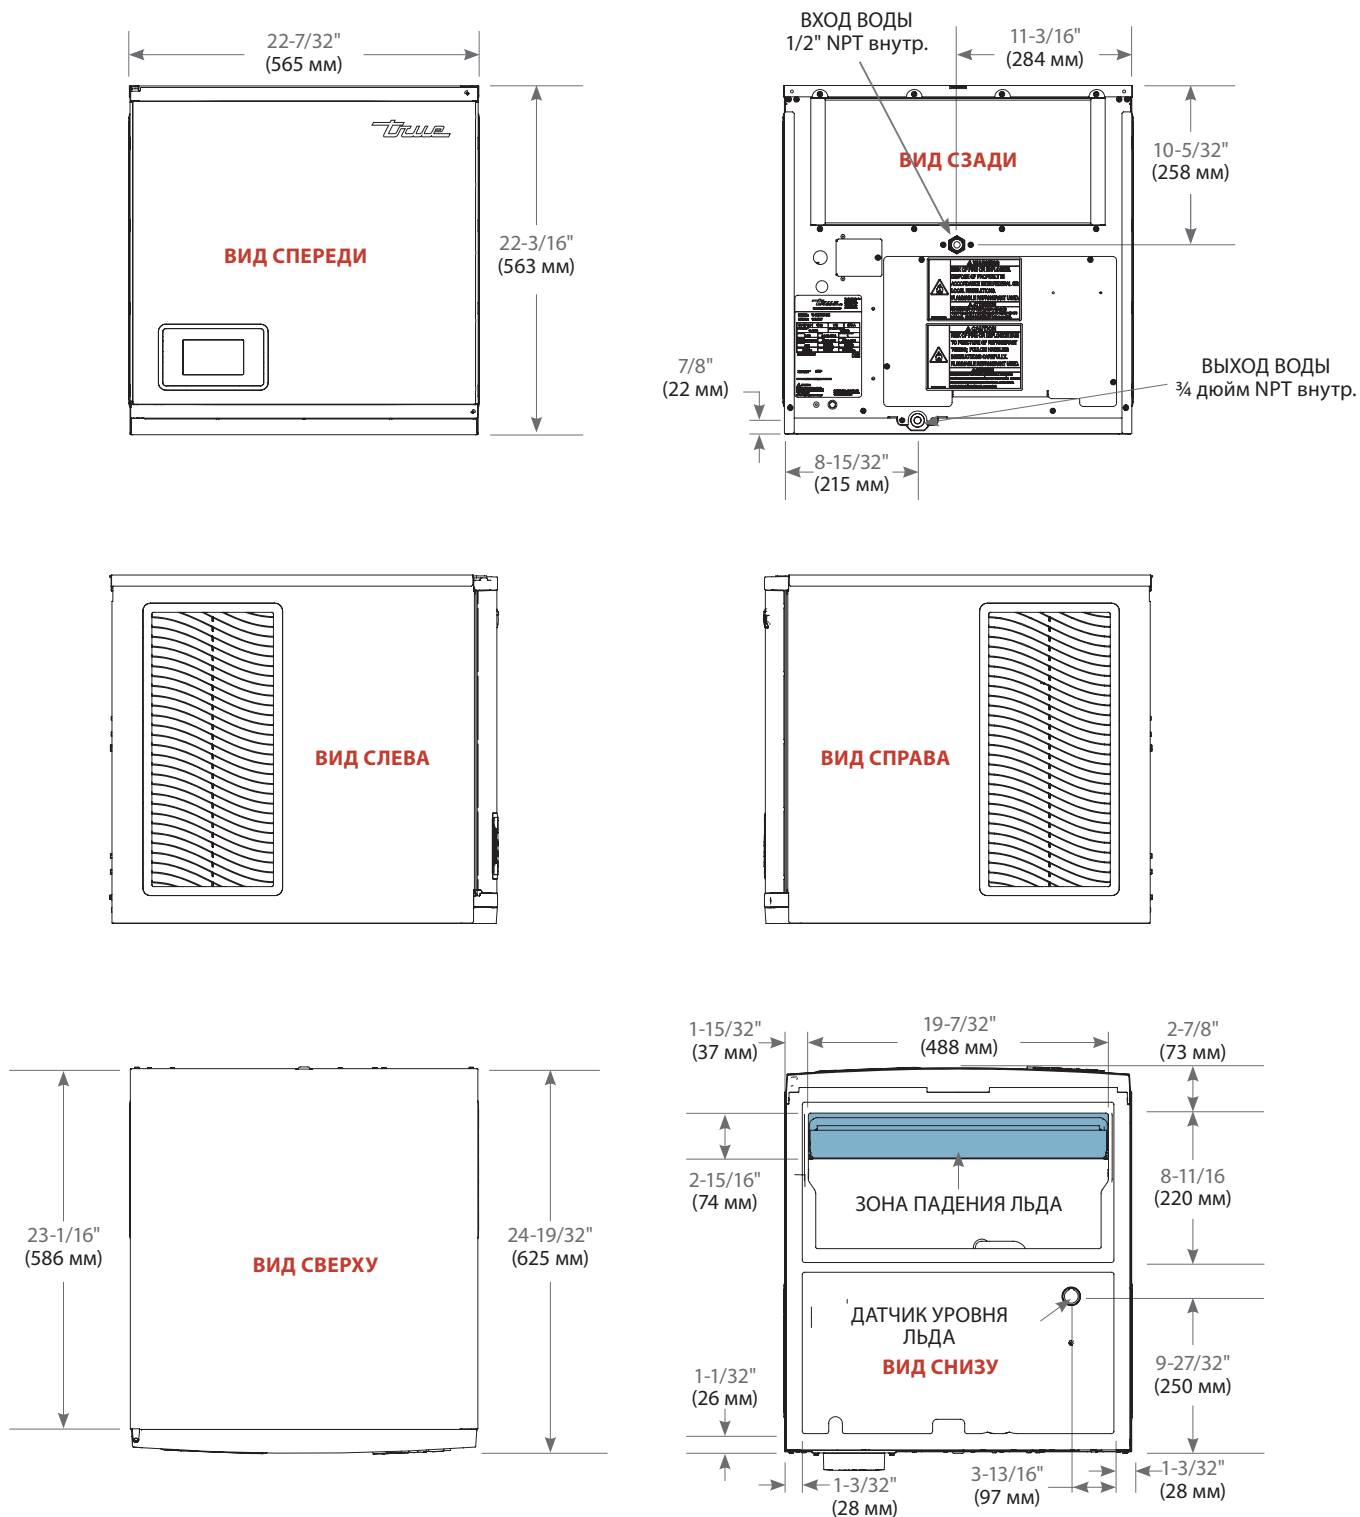 22-7/32"
(565 мм)
true
ВИД СПЕРЕДИ
22-3/16"
(563 мм)
ВХОД ВОДЫ
1/2" NPT внутр.
11-3/16"
(284 мм)
ВИД СЗАДИ
10-5/32"
(258 мм)
7/8"
(22 мм)
ВЫХОД ВОДЫ
¾ дюйм NPT внутр.
8-15/32"
(215 мм)
ВИД СЛЕВА
ВИД СПРАВА
23-1/16"
(586 мм)
ВИД СВЕРХУ
24-19/32"
(625 мм)
1-15/32"
(37 мм)
19-7/32"
(488 мм)
2-7/8"
(73 мм)
2-15/16"
(74 мм)
ЗОНА ПАДЕНИЯ ЛЬДА
8-11/16
(220 мм)
ДАТЧИК УРОВНЯ
ЛЬДА
ВИД СНИЗУ
1-1/32"
(26 мм)
9-27/32"
(250 мм)
1-3/32"
(28 мм)
3-13/16"
(97 мм)
1-3/32"
(28 мм)